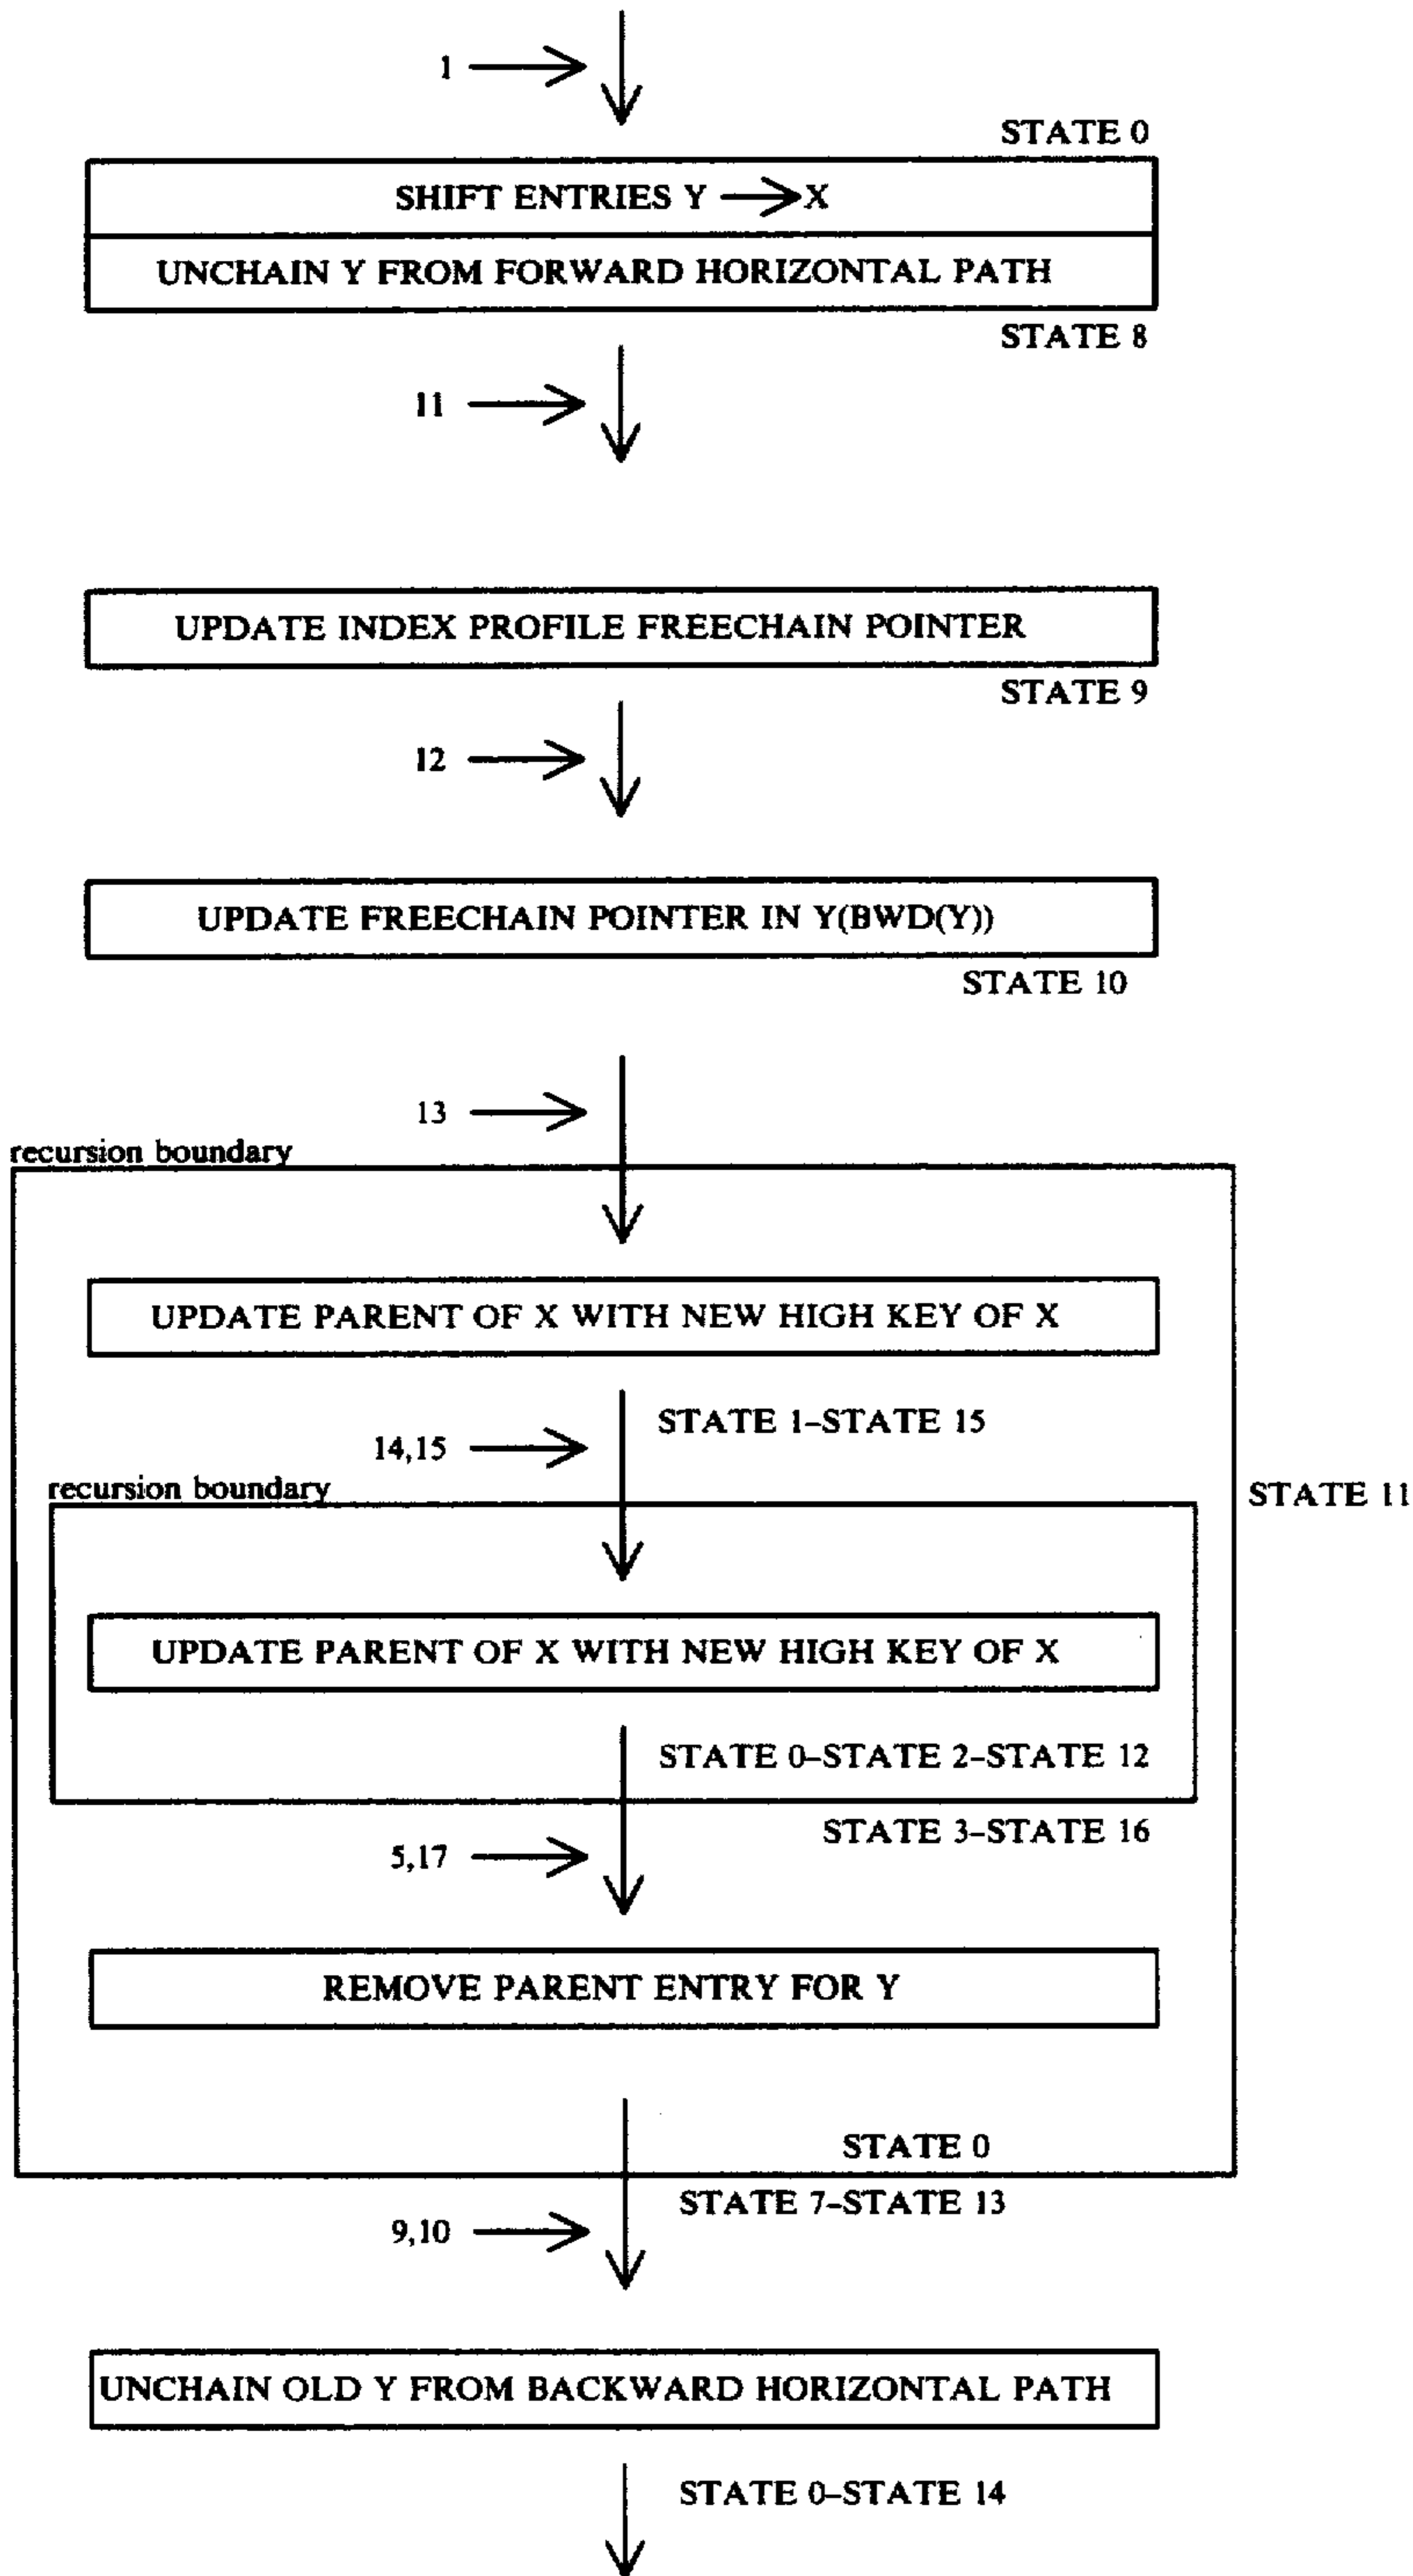 1
STATE 0
SHIFT ENTRIES Y → X
UNCHAIN Y FROM FORWARD HORIZONTAL PATH
STATE 8
11
UPDATE INDEX PROFILE FREECHAIN POINTER
STATE 9
12
UPDATE FREECHAIN POINTER IN Y(BWD(Y))
STATE 10
13
recursion boundary
UPDATE PARENT OF X WITH NEW HIGH KEY OF X
STATE 1–STATE 15
14,15
recursion boundary
STATE 11
UPDATE PARENT OF X WITH NEW HIGH KEY OF X
STATE 0–STATE 2–STATE 12
STATE 3–STATE 16
5,17
REMOVE PARENT ENTRY FOR Y
STATE 0
STATE 7–STATE 13
9,10
UNCHAIN OLD Y FROM BACKWARD HORIZONTAL PATH
STATE 0–STATE 14